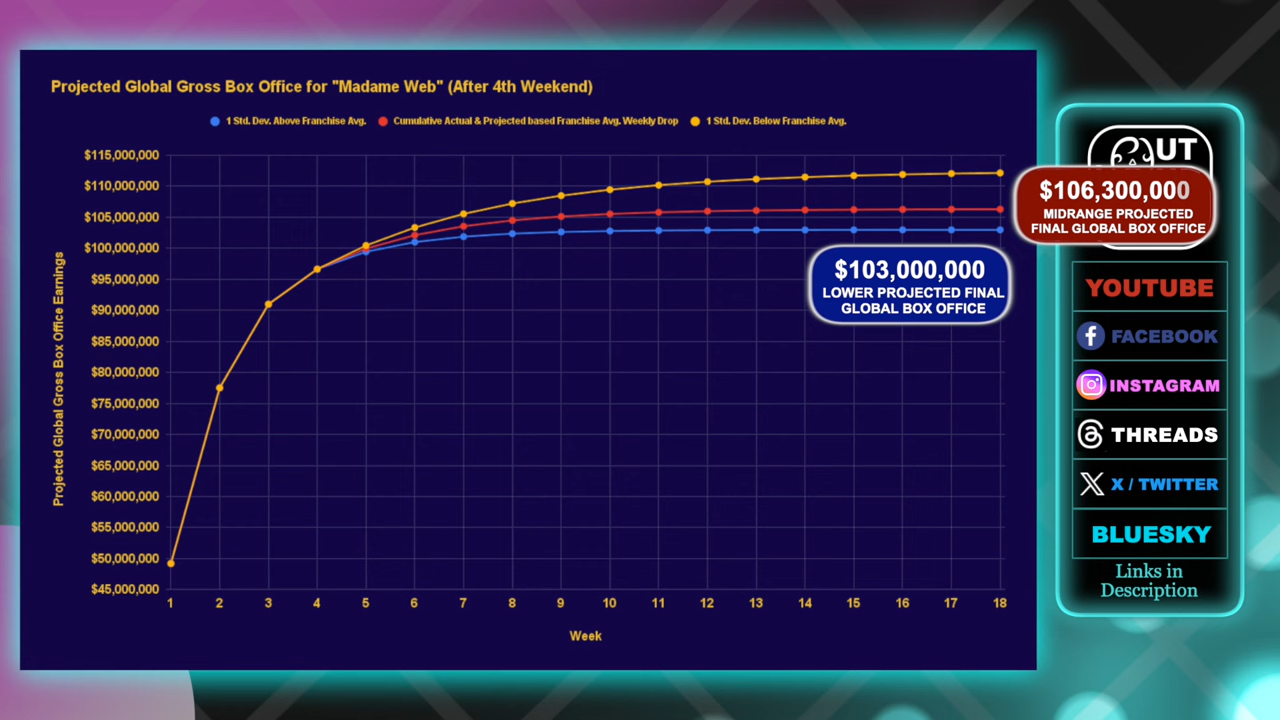 Projected Global Gross Box Office for "Madame Web" (After 4th Weekend)
1 Std. Dev. Above Franchise Avg.
Cumulative Actual & Projected based Franchise Avg. Weekly Drop
1 Std. Dev. Below Franchise Avg.
Projected Global Gross Box Office Earnings
$115,000,000
$110,000,000
$105,000,000
$100,000,000
$95,000,000
$90,000,000
$85,000,000
$80,000,000
$75,000,000
$70,000,000
$65,000,000
$60,000,000
$55,000,000
$50,000,000
$45,000,000
1 2 3 4 5 6 7 8 9 10 11 12 13 14 15 16 17 18
Week
$103,000,000
LOWER PROJECTED FINAL
GLOBAL BOX OFFICE
$106,300,000
MIDRANGE PROJECTED
FINAL GLOBAL BOX OFFICE
YOUTUBE
FACEBOOK
INSTAGRAM
THREADS
X / TWITTER
BLUESKY
Links in
Description